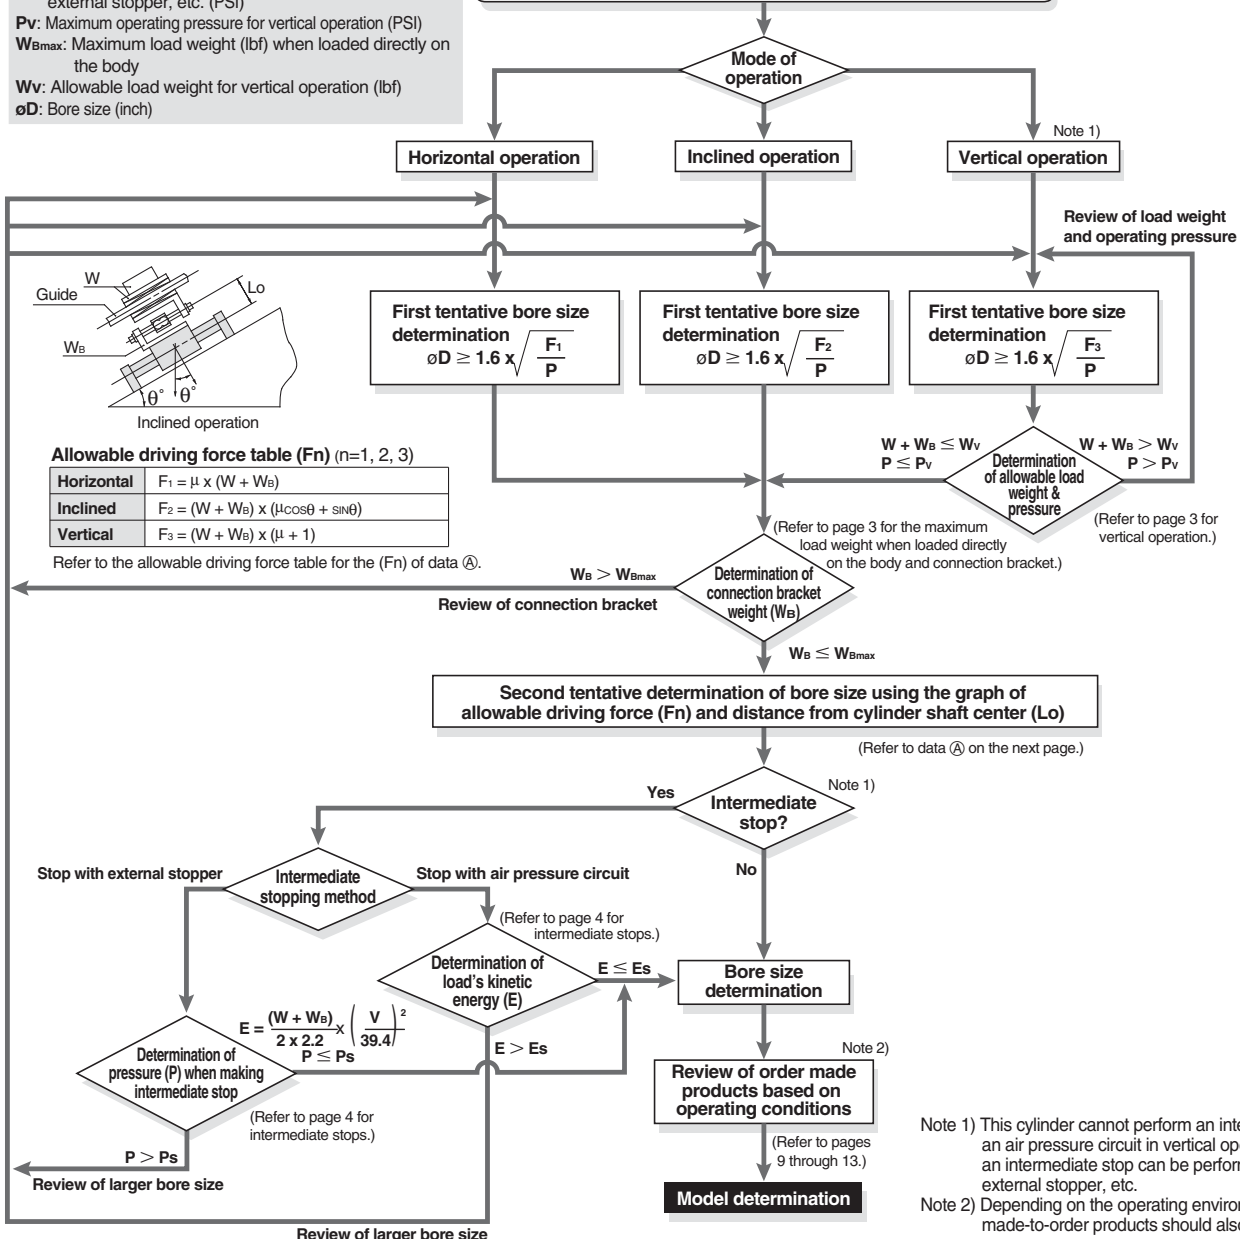 external stopper, etc. (PSI)
Pv: Maximum operating pressure for vertical operation (PSI)
WBmax: Maximum load weight (lbf) when loaded directly on
the body
Wv: Allowable load weight for vertical operation (lbf)
øD: Bore size (inch)
Mode of
operation
Note 1)
Horizontal operation
Inclined operation
Vertical operation
Review of load weight
and operating pressure
W
Guide
Lo
WB
θ°
θ°
Inclined operation
First tentative bore size
determination
øD ≥ 1.6 x √(F1/P)
First tentative bore size
determination
øD ≥ 1.6 x √(F2/P)
First tentative bore size
determination
øD ≥ 1.6 x √(F3/P)
W + WB ≤ Wv
P ≤ Pv
Determination
of allowable load
weight &
pressure
W + WB > Wv
P > Pv
(Refer to page 3 for
vertical operation.)
Allowable driving force table (Fn) (n=1, 2, 3)
Horizontal F1 = μ x (W + WB)
Inclined F2 = (W + WB) x (μCOSθ + SINθ)
Vertical F3 = (W + WB) x (μ + 1)
Refer to the allowable driving force table for the (Fn) of data Ⓐ.
(Refer to page 3 for the maximum
load weight when loaded directly
on the body and connection bracket.)
WB > WBmax
Review of connection bracket
Determination of
connection bracket
weight (WB)
WB ≤ WBmax
Second tentative determination of bore size using the graph of
allowable driving force (Fn) and distance from cylinder shaft center (Lo)
(Refer to data Ⓐ on the next page.)
Yes
Intermediate
stop?
Note 1)
No
Stop with external stopper
Intermediate
stopping method
Stop with air pressure circuit
(Refer to page 4 for
intermediate stops.)
Determination of
load's kinetic
energy (E)
E ≤ Es
Bore size
determination
E = (W + WB)/(2 x 2.2) x (V/39.4)²
E > Es
Determination of
pressure (P) when making
intermediate stop
P ≤ Ps
(Refer to page 4 for
intermediate stops.)
P > Ps
Review of larger bore size
Review of larger bore size
Note 2)
Review of order made
products based on
operating conditions
(Refer to pages
9 through 13.)
Model determination
Note 1) This cylinder cannot perform an inte
an air pressure circuit in vertical ope
an intermediate stop can be perform
external stopper, etc.
Note 2) Depending on the operating environ
made-to-order products should also